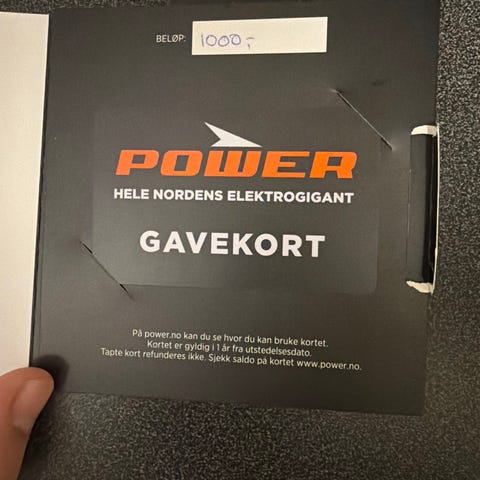 BELØP: 1000,-
POWER
HELE NORDENS ELEKTROGIGANT
GAVEKORT
På power.no kan du se hvor du kan bruke kortet.
Kortet er gyldig i 1 år fra utstedelsesdato.
Tapte kort refunderes ikke. Sjekk saldo på kortet www.power.no.